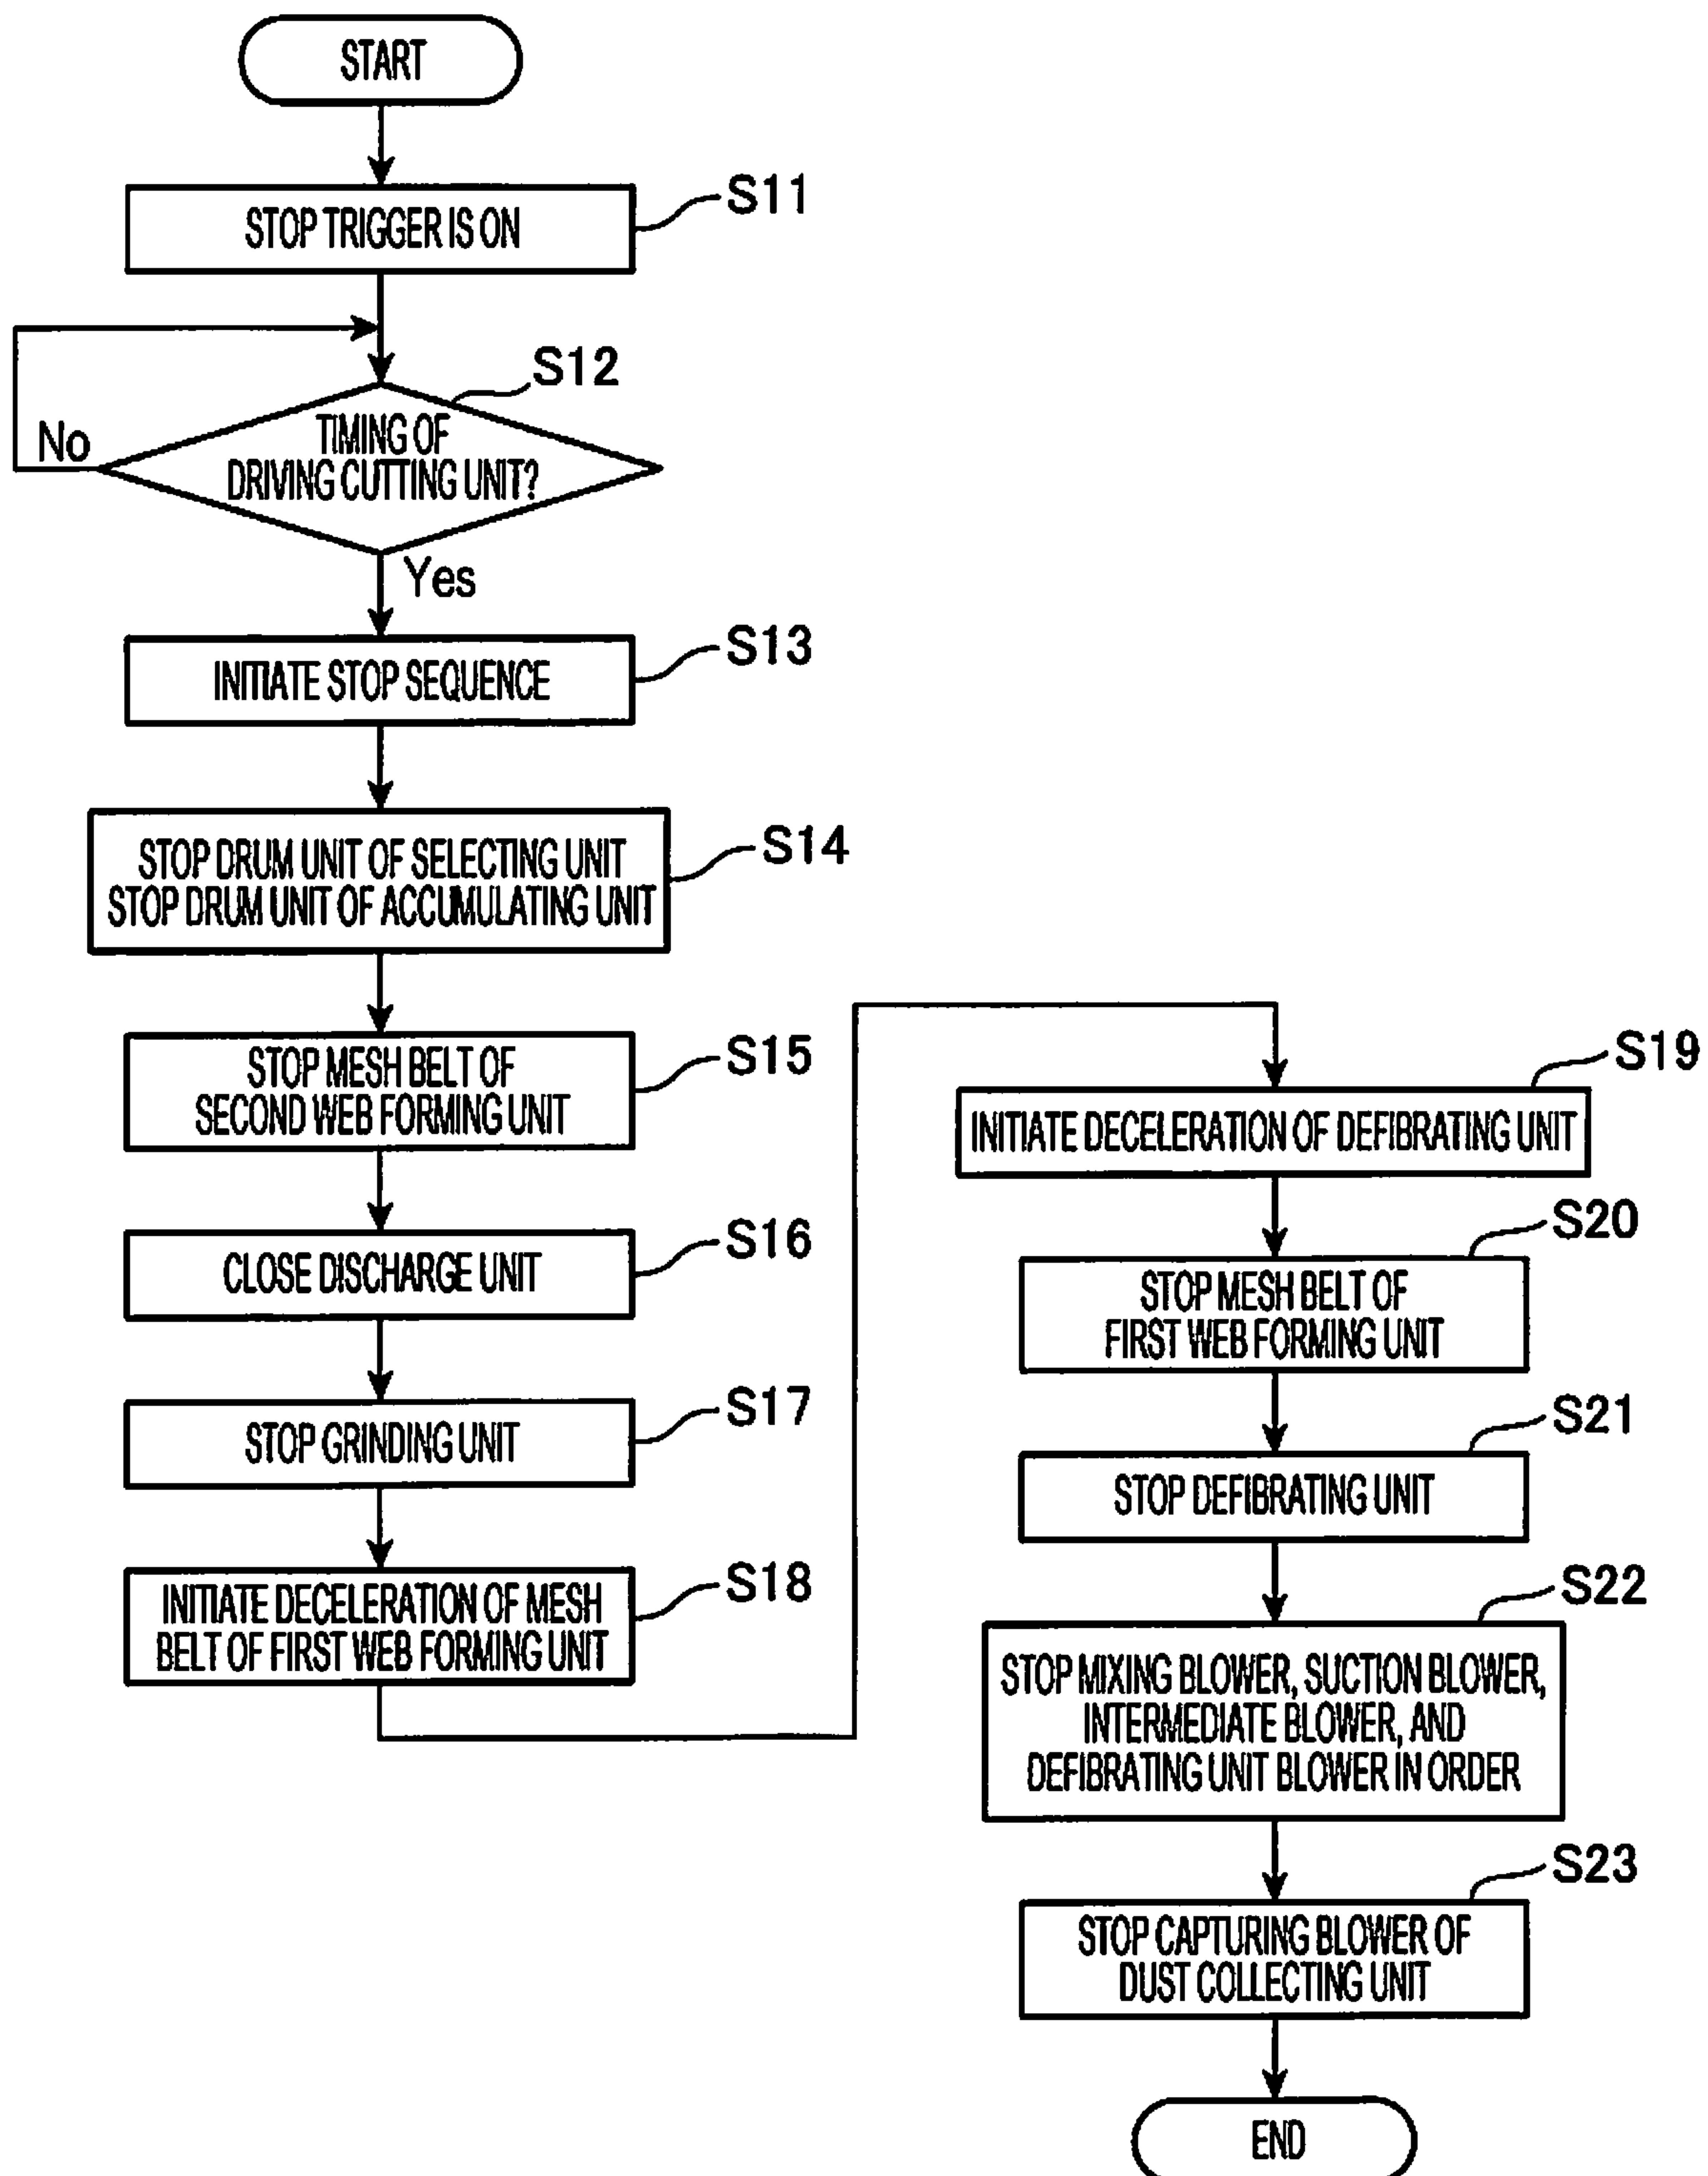 START
STOP TRIGGER IS ON
S11
TIMING OF
DRIVING CUTTING UNIT?
S12
No
Yes
INITIATE STOP SEQUENCE
S13
STOP DRUM UNIT OF SELECTING UNIT
STOP DRUM UNIT OF ACCUMULATING UNIT
S14
STOP MESH BELT OF
SECOND WEB FORMING UNIT
S15
CLOSE DISCHARGE UNIT
S16
STOP GRINDING UNIT
S17
INITIATE DECELERATION OF MESH
BELT OF FIRST WEB FORMING UNIT
S18
INITIATE DECELERATION OF DEFIBRATING UNIT
S19
STOP MESH BELT OF
FIRST WEB FORMING UNIT
S20
STOP DEFIBRATING UNIT
S21
STOP MIXING BLOWER, SUCTION BLOWER,
INTERMEDIATE BLOWER, AND
DEFIBRATING UNIT BLOWER IN ORDER
S22
STOP CAPTURING BLOWER OF
DUST COLLECTING UNIT
S23
END